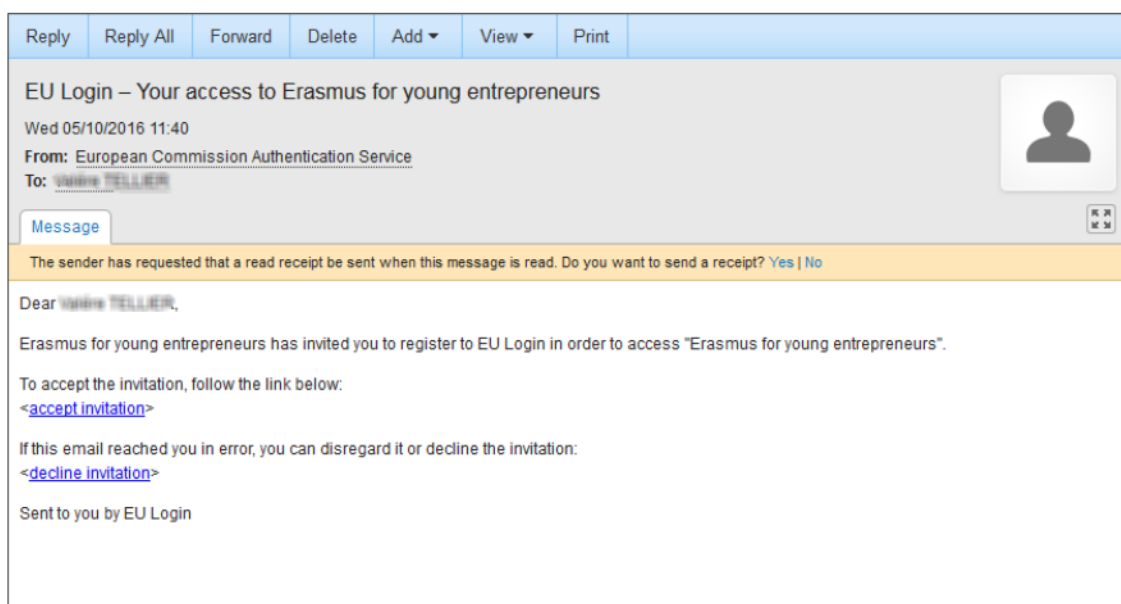 Reply Reply All Forward Delete Add View Print
EU Login – Your access to Erasmus for young entrepreneurs
Wed 05/10/2016 11:40
From: European Commission Authentication Service
To: TELLIER
Message
The sender has requested that a read receipt be sent when this message is read. Do you want to send a receipt? Yes | No
Dear TELLIER,
Erasmus for young entrepreneurs has invited you to register to EU Login in order to access "Erasmus for young entrepreneurs".
To accept the invitation, follow the link below:
<accept invitation>
If this email reached you in error, you can disregard it or decline the invitation:
<decline invitation>
Sent to you by EU Login